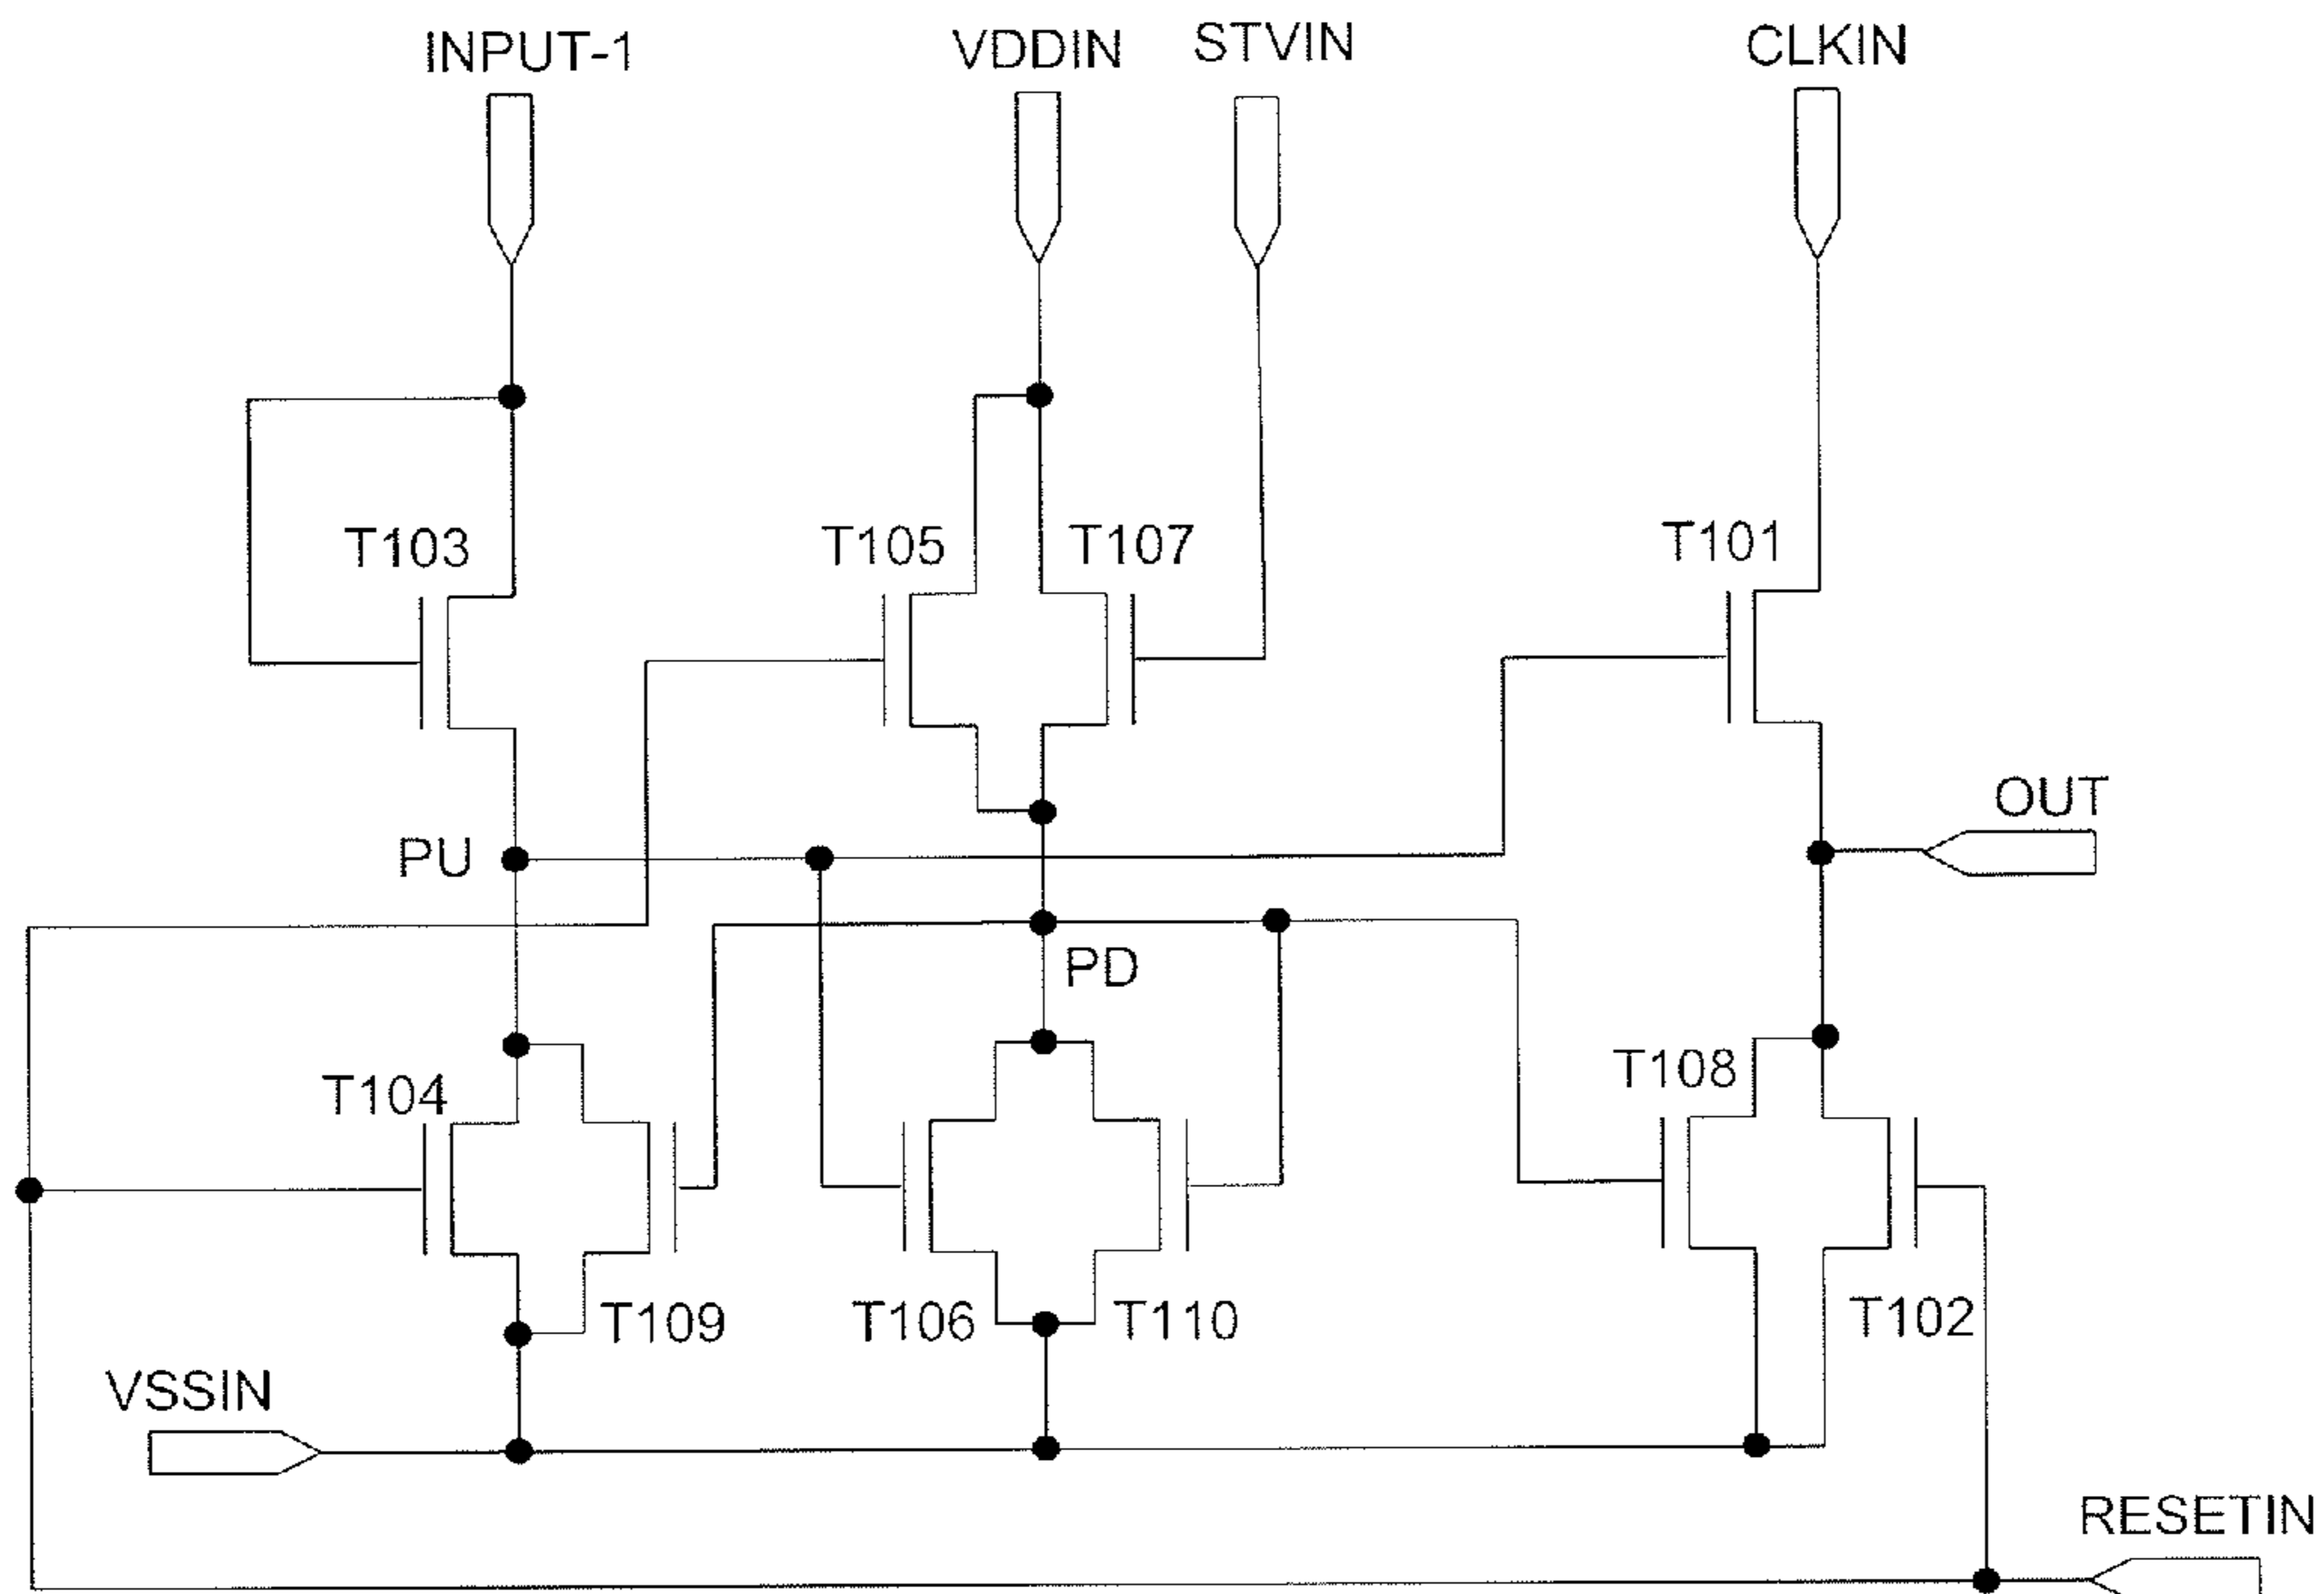 INPUT-1
VDDIN
STVIN
CLKIN
T103
T105
T107
T101
OUT
PU
PD
T104
T108
T109
T106
T110
T102
VSSIN
RESETIN